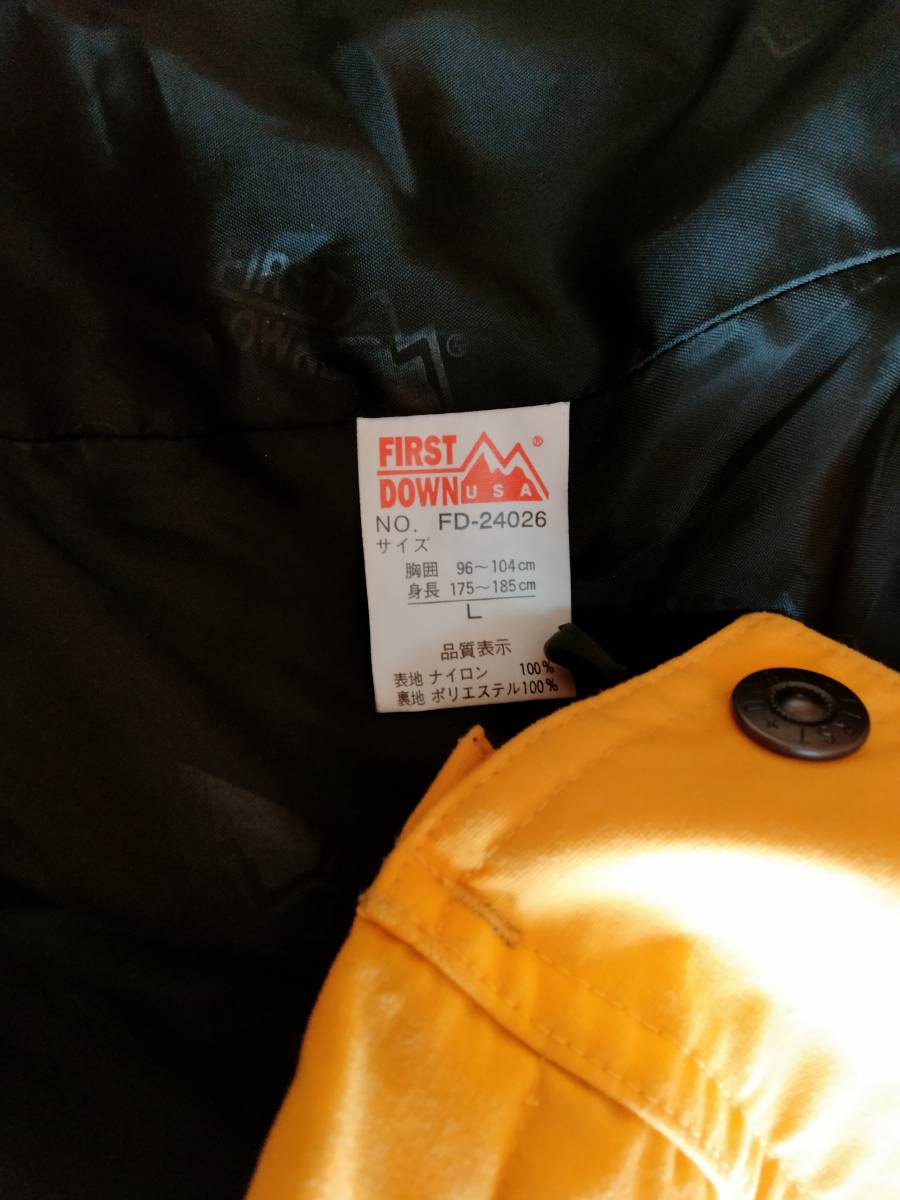 FIRST
DOWN
®
FIRST ®
DOWN USA
NO. FD-24026
サイズ
胸囲 96〜104cm
身長 175〜185cm
L
品質表示
表地 ナイロン 100%
裏地 ポリエステル100%